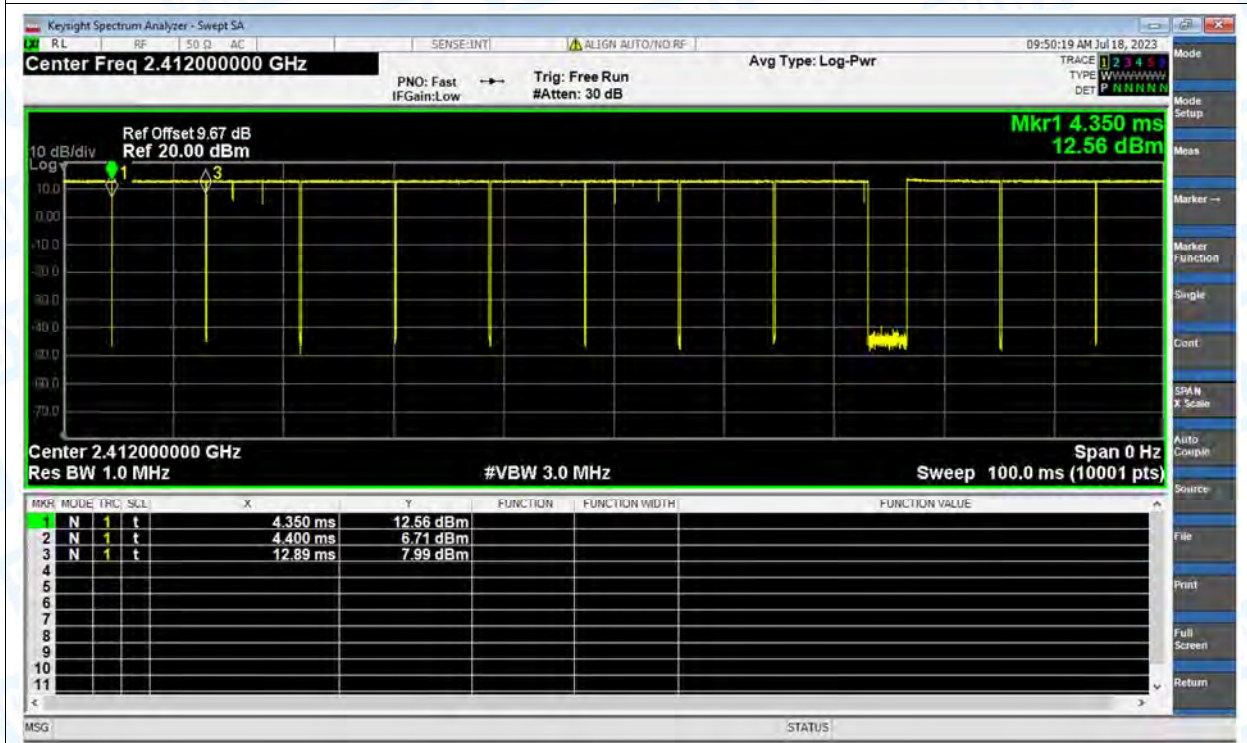 Keysight Spectrum Analyzer - Swept SA
LXI RL RF 50 Ω AC SENSE:INT ALIGN AUTO/NO RF 09:50:19 AM Jul 18, 2023
Center Freq 2.412000000 GHz
PNO: Fast
IFGain:Low
Trig: Free Run
#Atten: 30 dB
Avg Type: Log-Pwr
TRACE 1 2 3 4 5 6
TYPE WWWWWW
DET P N N N N N
Ref Offset 9.67 dB
10 dB/div Ref 20.00 dBm
Log
Mkr1 4.350 ms
12.56 dBm
1 3
10.0
0.00
-10.0
-20.0
-30.0
-40.0
-50.0
-60.0
-70.0
Center 2.412000000 GHz Span 0 Hz
Res BW 1.0 MHz #VBW 3.0 MHz Sweep 100.0 ms (10001 pts)
MKR MODE TRC SCL X Y FUNCTION FUNCTION WIDTH FUNCTION VALUE
1 N 1 t 4.350 ms 12.56 dBm
2 N 1 t 4.400 ms 6.71 dBm
3 N 1 t 12.89 ms 7.99 dBm
4
5
6
7
8
9
10
11
MSG STATUS
Mode
Mode Setup
Meas
Marker →
Marker Function
Single
Cont
SPAN X Scale
Auto Couple
Source
File
Print
Full Screen
Return